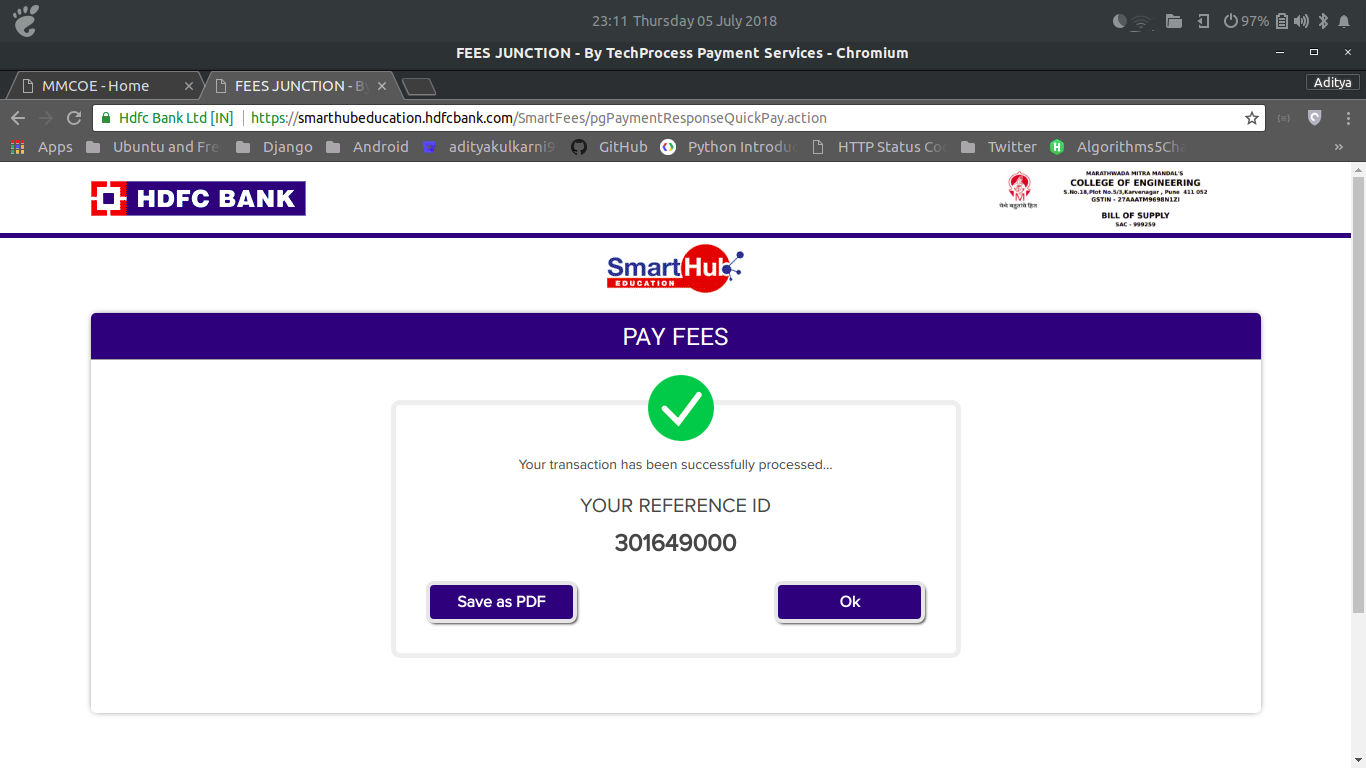 23:11 Thursday 05 July 2018
97%
FEES JUNCTION - By TechProcess Payment Services - Chromium
MMCOE - Home
FEES JUNCTION - B
Aditya
Hdfc Bank Ltd [IN] https://smarthubeducation.hdfcbank.com/SmartFees/pgPaymentResponseQuickPay.action
Apps Ubuntu and Fre Django Android adityakulkarni9 GitHub Python Introdu HTTP Status Co Twitter Algorithms5Cha »
HDFC BANK
MARATHWADA MITRA MANDAL'S
COLLEGE OF ENGINEERING
S.No.18,Plot No.5/3,Karvenagar , Pune 411 052
GSTIN - 27AAATM9698N1ZI
BILL OF SUPPLY
SAC - 999259
SmartHub
EDUCATION
PAY FEES
Your transaction has been successfully processed...
YOUR REFERENCE ID
301649000
Save as PDF
Ok